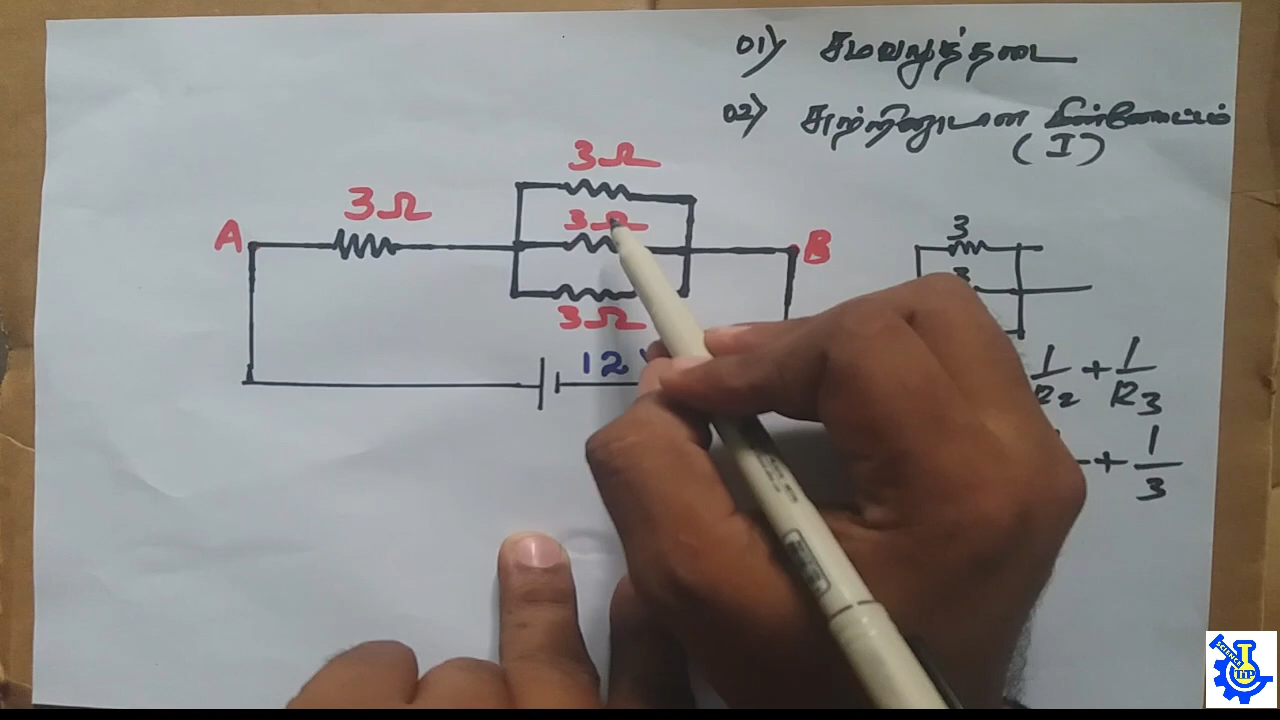 01) சமவலுத்தடை
02) சுற்றினுடான மின்னோட்டம்
(I)
3Ω
3Ω
3Ω
3Ω
A
B
12
3
1/R2 + 1/R3
+ 1/3